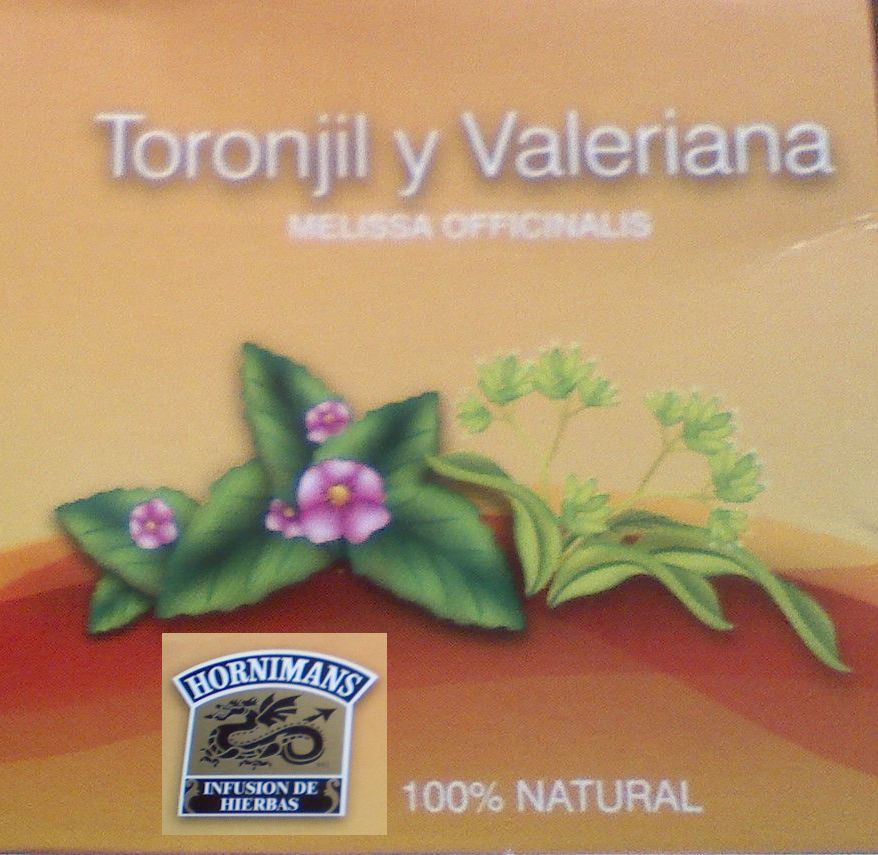 Toronjil y Valeriana
MELISSA OFFICINALIS
HORNIMANS
INFUSION DE
HIERBAS
100% NATURAL